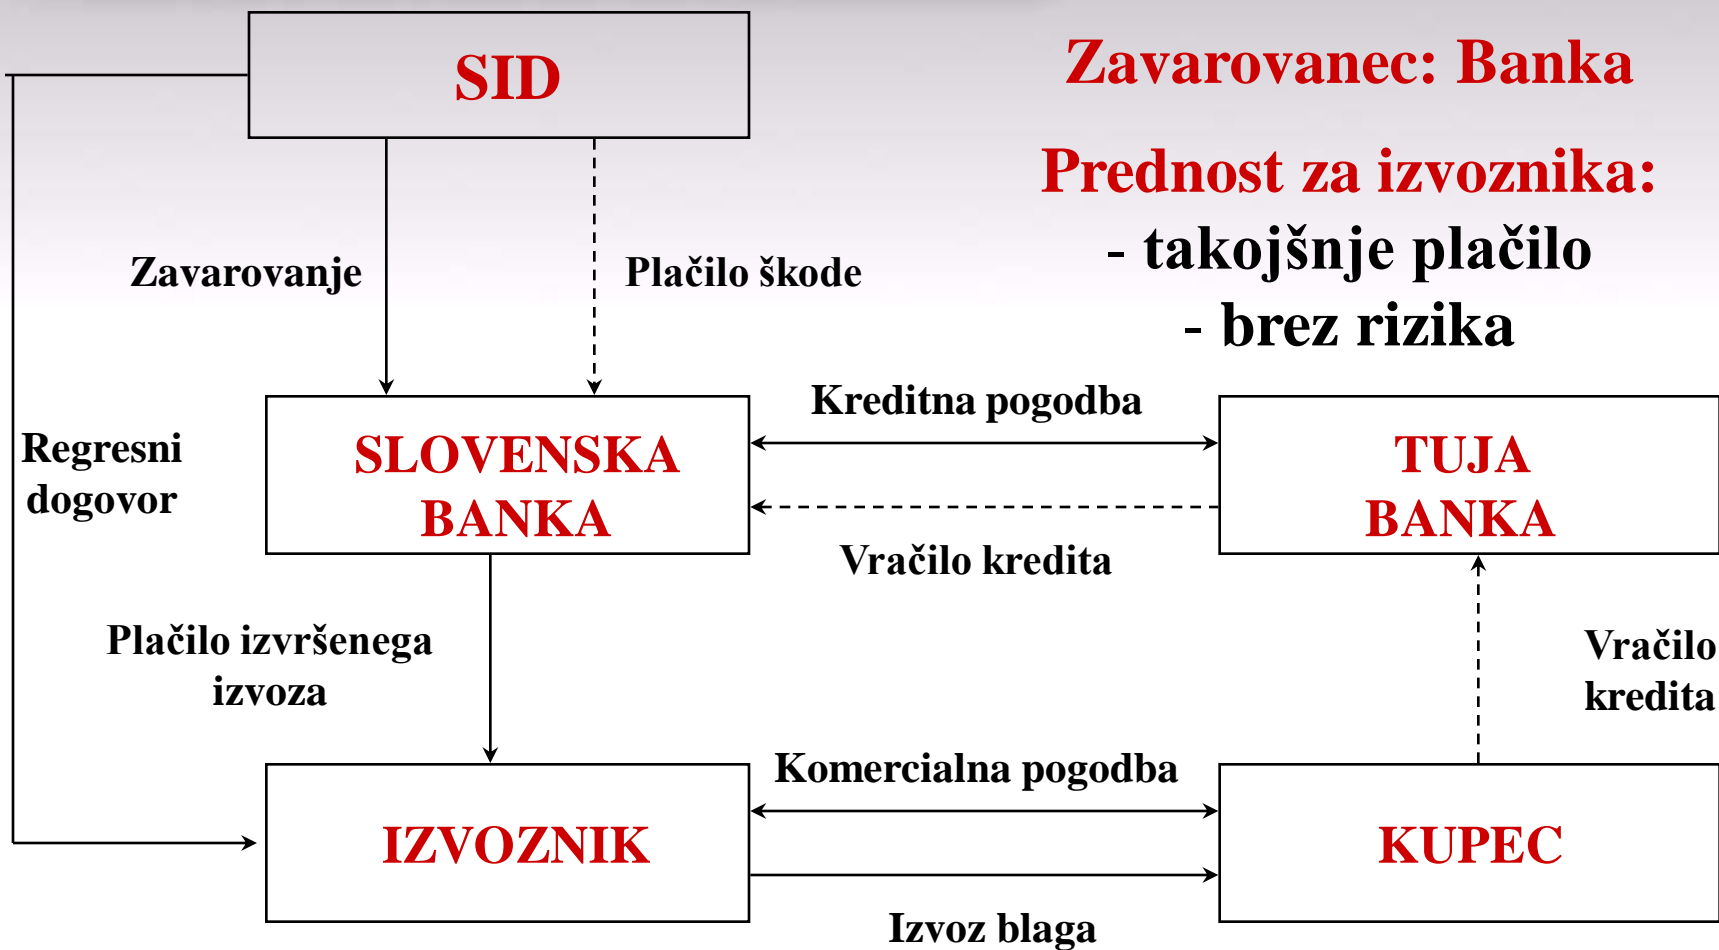 SID
Zavarovanec: Banka
Prednost za izvoznika:
- takojšnje plačilo
- brez rizika
Zavarovanje
Plačilo škode
Regresni
dogovor
SLOVENSKA
BANKA
Kreditna pogodba
Vračilo kredita
TUJA
BANKA
Plačilo izvršenega
izvoza
Vračilo
kredita
IZVOZNIK
Komercialna pogodba
Izvoz blaga
KUPEC